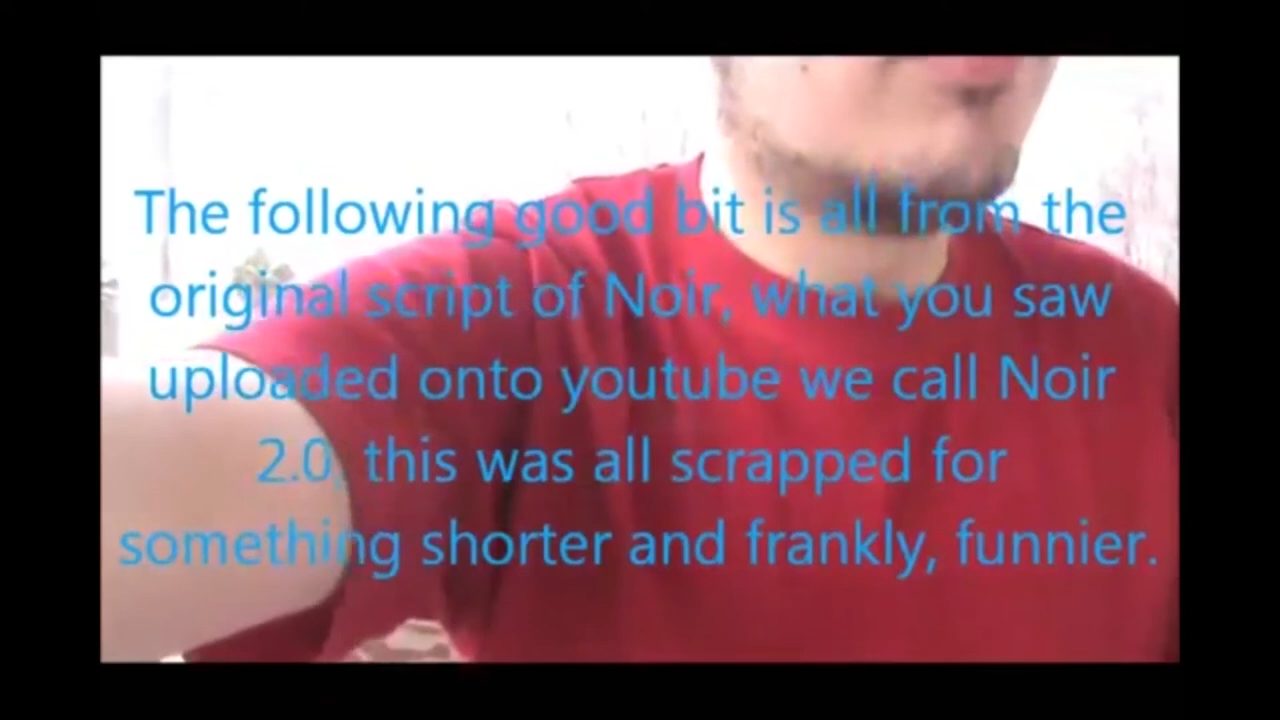 The following good bit is all from the
original script of Noir, what you saw
uploaded onto youtube we call Noir
2.0, this was all scrapped for
something shorter and frankly, funnier.